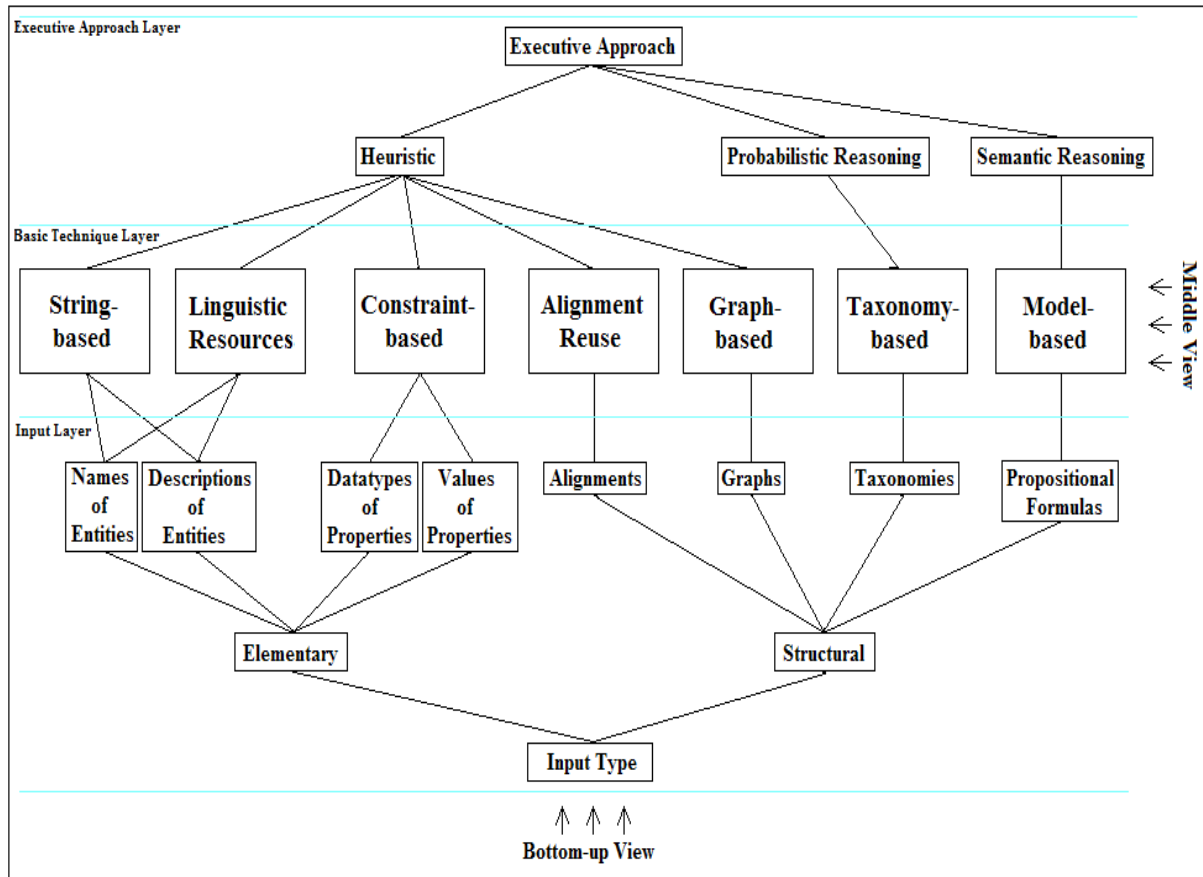 Executive Approach Layer
Executive Approach
Heuristic
Probabilistic Reasoning
Semantic Reasoning
Basic Technique Layer
String-
based
Linguistic
Resources
Constraint-
based
Alignment
Reuse
Graph-
based
Taxonomy-
based
Model-
based
Middle View
Input Layer
Names
of
Entities
Descriptions
of
Entities
Datatypes
of
Properties
Values
of
Properties
Alignments
Graphs
Taxonomies
Propositional
Formulas
Elementary
Structural
Input Type
Bottom-up View